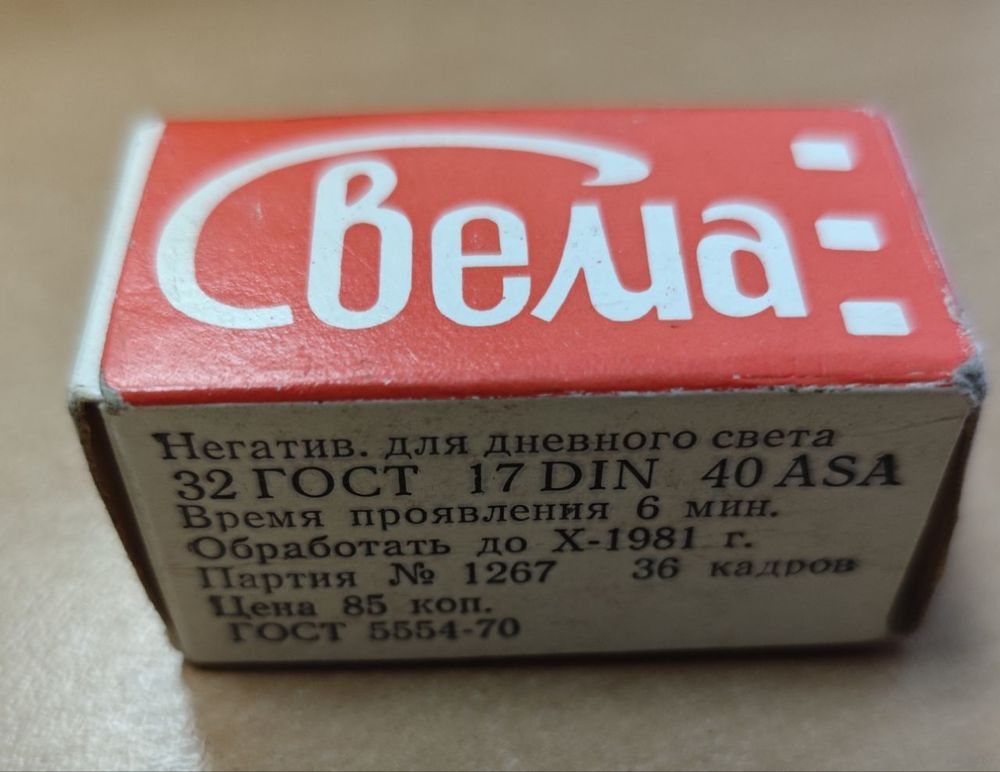 Свема
Негатив. для дневного света
32 ГОСТ 17 DIN 40 ASA
Время проявления 6 мин.
Обработать до X-1981 г.
Партия № 1267 36 кадров
Цена 85 коп.
ГОСТ 5554-70